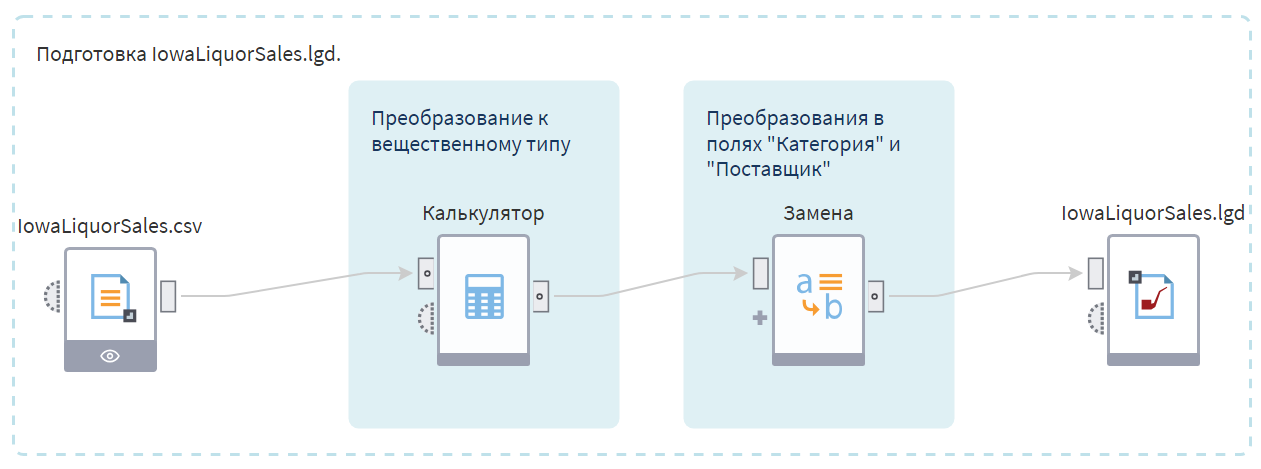 Подготовка IowaLiquorSales.lgd.
Преобразование к
вещественному типу
Преобразования в
полях "Категория" и
"Поставщик"
IowaLiquorSales.csv
Калькулятор
Замена
IowaLiquorSales.lgd
a
b